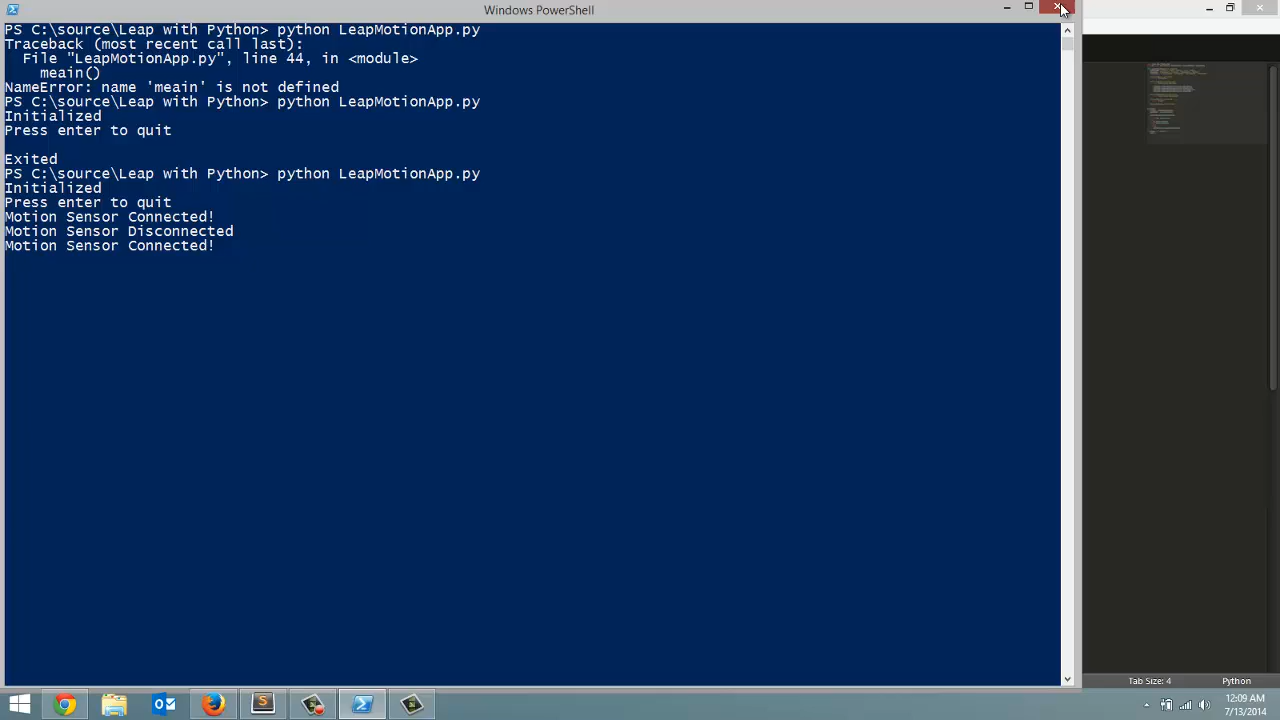 Windows PowerShell
PS C:\source\Leap with Python> python LeapMotionApp.py
Traceback (most recent call last):
  File "LeapMotionApp.py", line 44, in <module>
    meain()
NameError: name 'meain' is not defined
PS C:\source\Leap with Python> python LeapMotionApp.py
Initialized
Press enter to quit

Exited
PS C:\source\Leap with Python> python LeapMotionApp.py
Initialized
Press enter to quit
Motion Sensor Connected!
Motion Sensor Disconnected
Motion Sensor Connected!
Tab Size: 4 Python
12:09 AM
7/13/2014